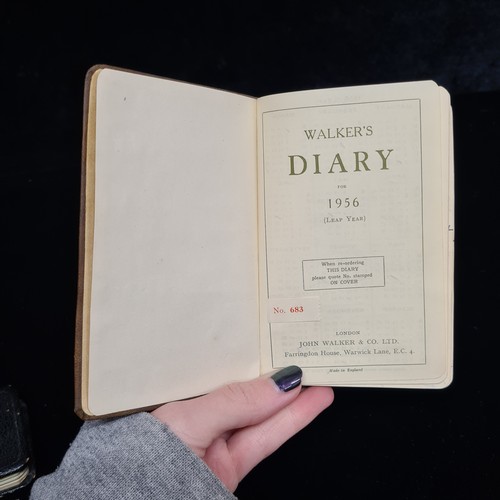 WALKER'S
DIARY
FOR
1956
(LEAP YEAR)
When re-ordering
THIS DIARY
please quote No. stamped
ON COVER
No. 683
LONDON
JOHN WALKER & CO. LTD.
Farringdon House, Warwick Lane, E.C. 4.
Made in England